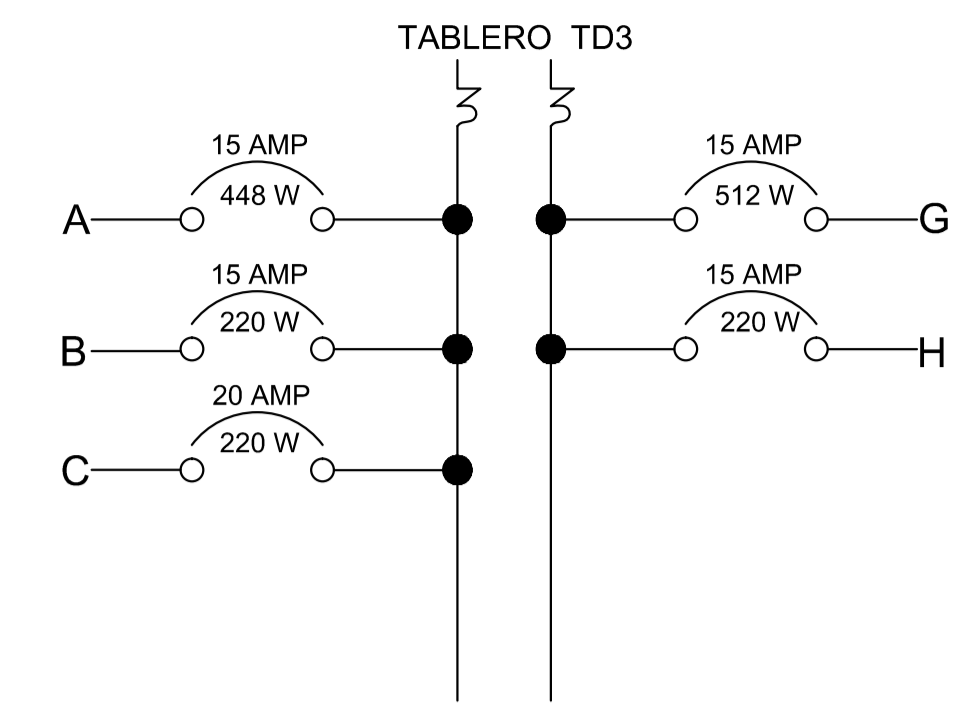 TABLERO TD3
15 AMP
448 W
A
15 AMP
220 W
B
20 AMP
220 W
C
15 AMP
512 W
G
15 AMP
220 W
H